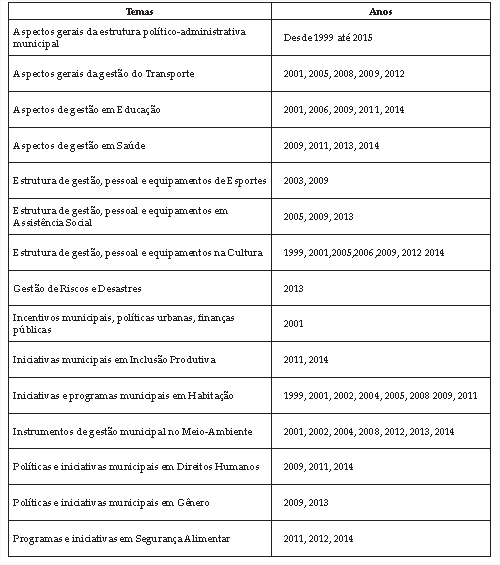 Temas Anos
Aspectos gerais da estrutura político-administrativa
municipal
Desde 1999 até 2015
Aspectos gerais da gestão do Transporte 2001, 2005, 2008, 2009, 2012
Aspectos de gestão em Educação 2001, 2006, 2009, 2011, 2014
Aspectos de gestão em Saúde 2009, 2011, 2013, 2014
Estrutura de gestão, pessoal e equipamentos de Esportes 2003, 2009
Estrutura de gestão, pessoal e equipamentos em
Assistência Social
2005, 2009, 2013
Estrutura de gestão, pessoal e equipamentos na Cultura 1999, 2001,2005,2006,2009, 2012 2014
Gestão de Riscos e Desastres 2013
Incentivos municipais, políticas urbanas, finanças
públicas
2001
Iniciativas municipais em Inclusão Produtiva 2011, 2014
Iniciativas e programas municipais em Habitação 1999, 2001, 2002, 2004, 2005, 2008 2009, 2011
Instrumentos de gestão municipal no Meio-Ambiente 2001, 2002, 2004, 2008, 2012, 2013, 2014
Políticas e iniciativas municipais em Direitos Humanos 2009, 2011, 2014
Políticas e iniciativas municipais em Gênero 2009, 2013
Programas e iniciativas em Segurança Alimentar 2011, 2012, 2014